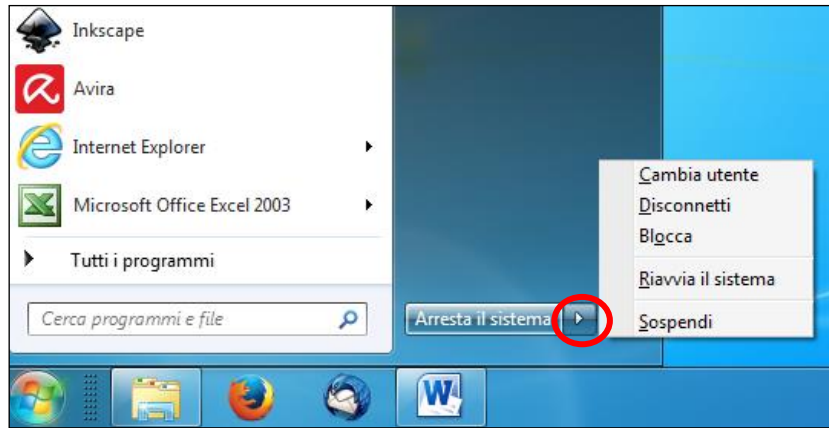 Inkscape
Avira
Internet Explorer
Microsoft Office Excel 2003
Tutti i programmi
Cerca programmi e file
Arresta il sistema
Cambia utente
Disconnetti
Blocca
Riavvia il sistema
Sospendi
W